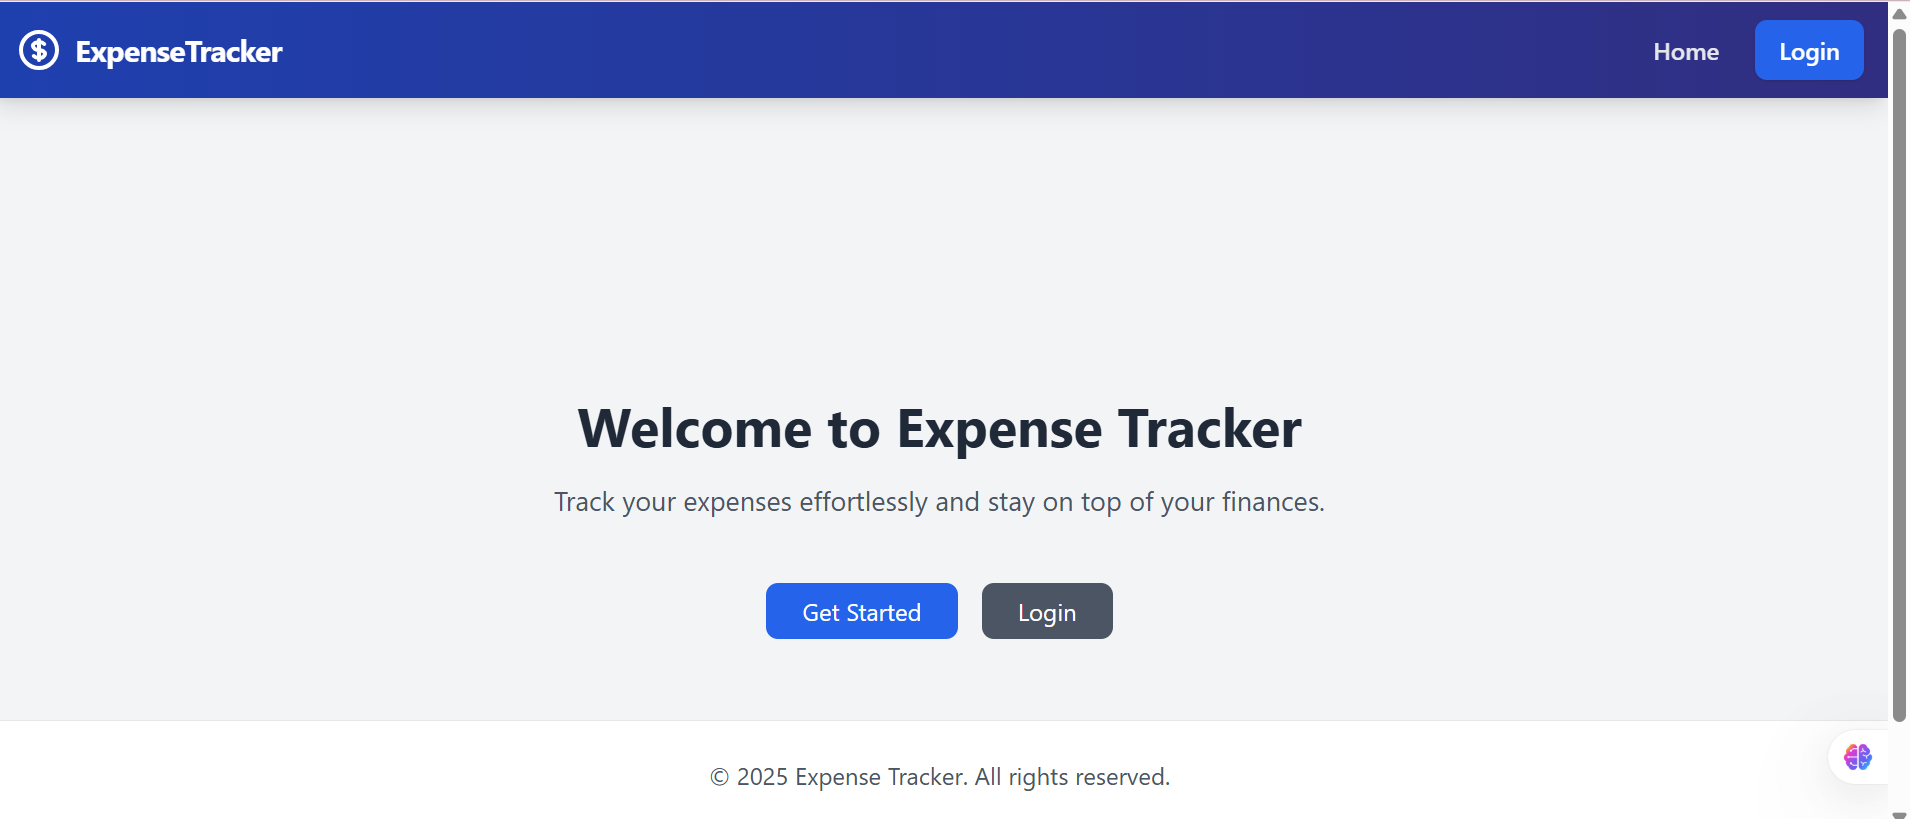 ExpenseTracker
Home
Login
Welcome to Expense Tracker
Track your expenses effortlessly and stay on top of your finances.
Get Started
Login
© 2025 Expense Tracker. All rights reserved.